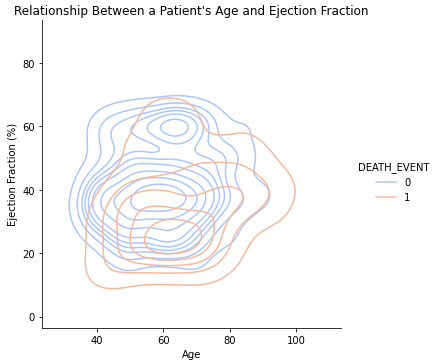 Relationship Between a Patient's Age and Ejection Fraction
80
60
40
20
0
Ejection Fraction (%)
40
60
80
100
Age
DEATH_EVENT
0
1